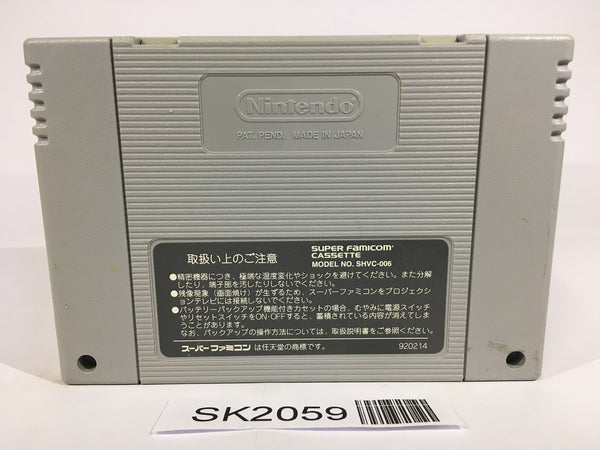 Nintendo
PAT. PEND. MADE IN JAPAN
取扱い上のご注意
SUPER FAMICOM
CASSETTE
MODEL NO. SHVC-006
●精密機器につき、極端な温度変化やショックを避けてください。また分解
したり、端子部を汚したりしないでください。
●残像現象（画面焼け）が生ずるため、スーパーファミコンをプロジェクシ
ョンテレビには接続しないでください。
●バッテリーバックアップ機能付きカセットの場合、むやみに電源スイッチ
やリセットスイッチをON・OFFすると、蓄積されている内容が消えてしま
うことがあります。
なお、バックアップの操作方法については、取扱説明書をご参照ください。
スーパーファミコン は任天堂の商標です。
920214
SK2059